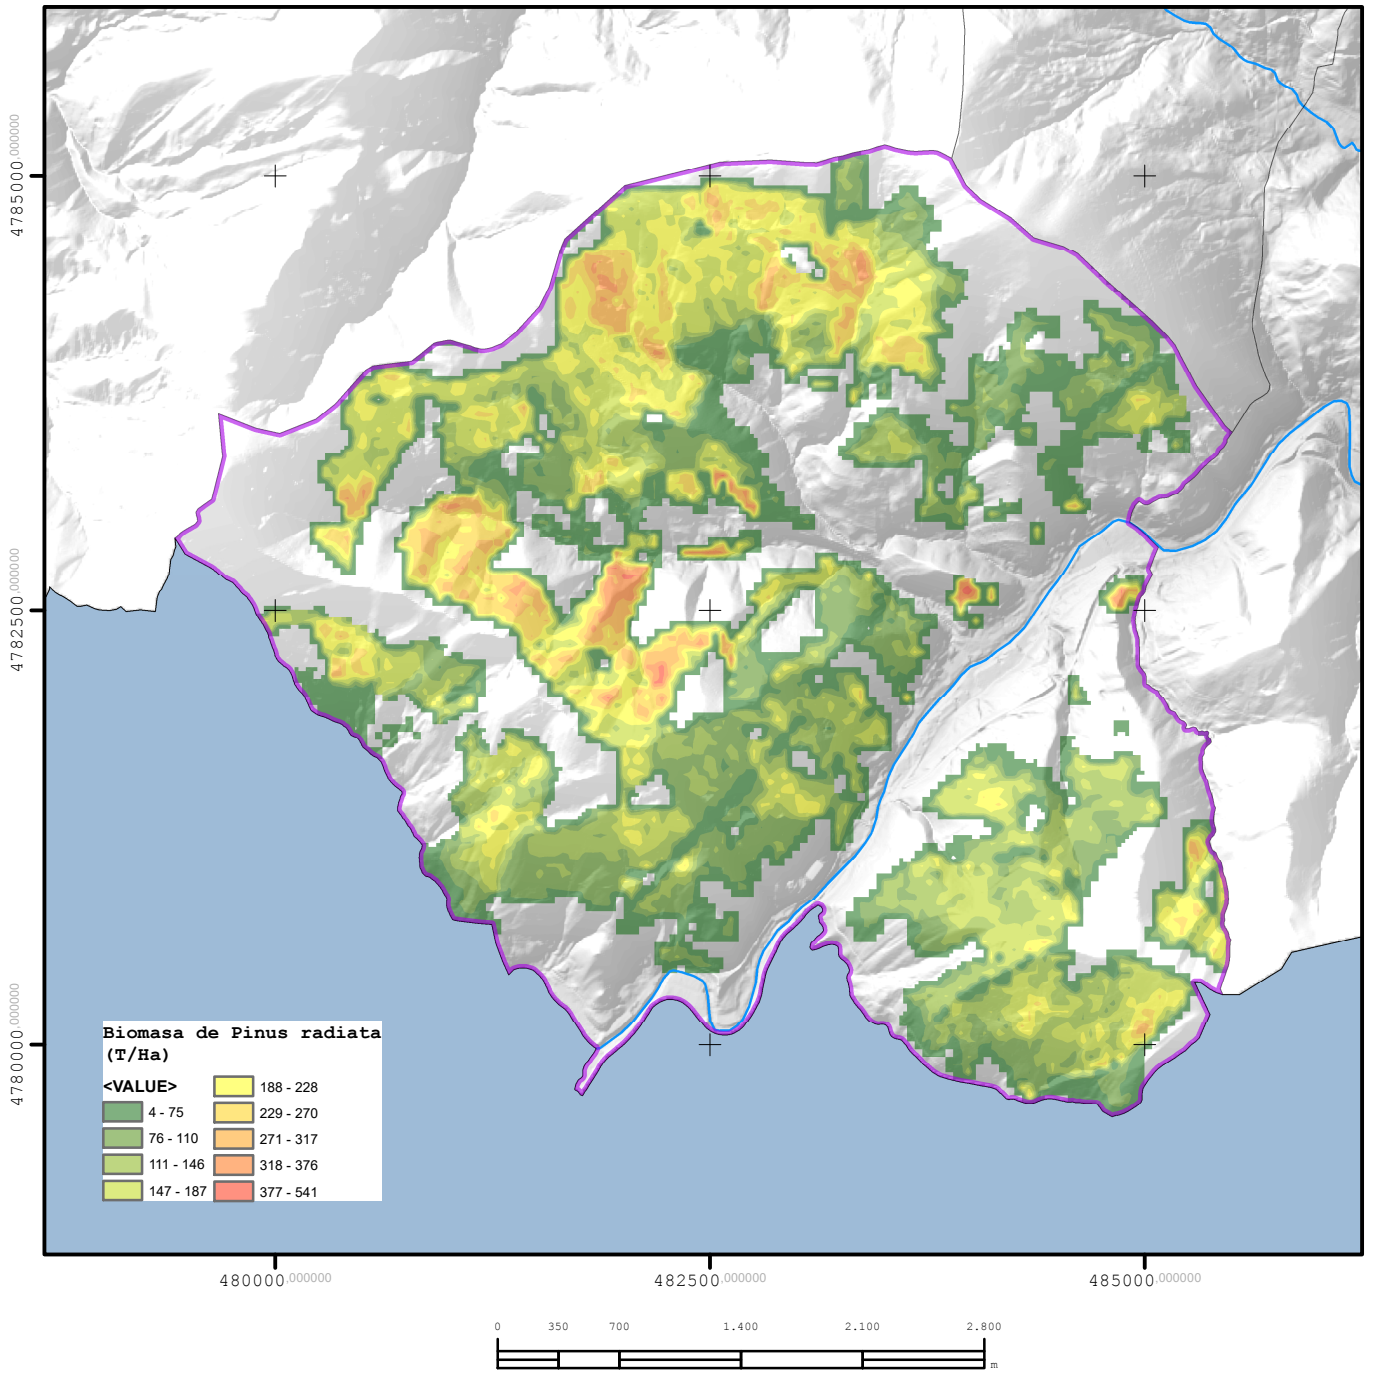 4785000,000000
4782500,000000
4780000,000000
Biomasa de Pinus radiata
(T/Ha)
<VALUE>
4 - 75
76 - 110
111 - 146
147 - 187
188 - 228
229 - 270
271 - 317
318 - 376
377 - 541
480000,000000 482500,000000 485000,000000
0 350 700 1.400 2.100 2.800
m